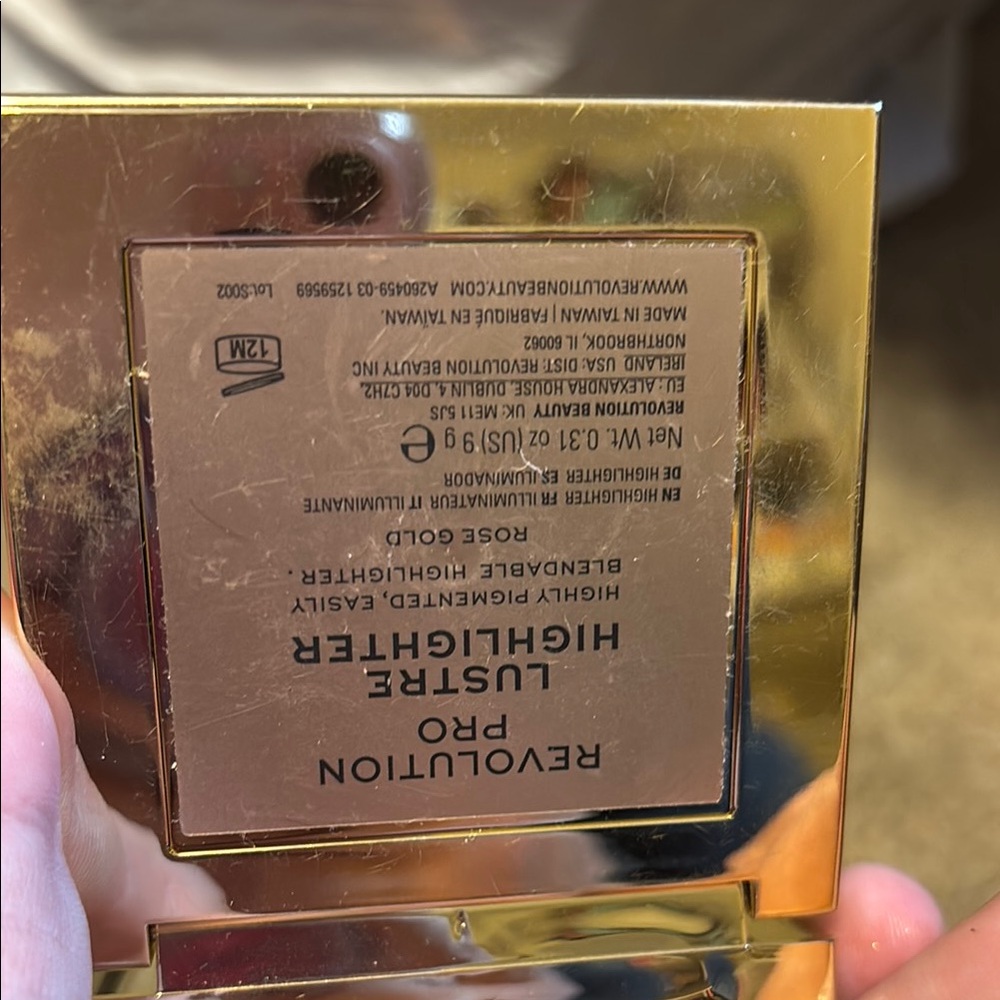 REVOLUTION
PRO
LUSTRE
HIGHLIGHTER
HIGHLY PIGMENTED, EASILY
BLENDABLE HIGHLIGHTER.
ROSE GOLD
EN HIGHLIGHTER FR ILLUMINATEUR IT ILLUMINANTE
DE HIGHLIGHTER ES ILUMINADOR
Net Wt. 0.31 oz (US) 9 g ℮
REVOLUTION BEAUTY UK: ME11 5JS
EU: ALEXANDRA HOUSE, DUBLIN 4, D04 C7H2,
IRELAND USA: DIST: REVOLUTION BEAUTY INC
NORTHBROOK, IL 60062
12M
MADE IN TAIWAN | FABRIQUÉ EN TAÏWAN.
WWW.REVOLUTIONBEAUTY.COM A260459-03 1259569 Lot:S002